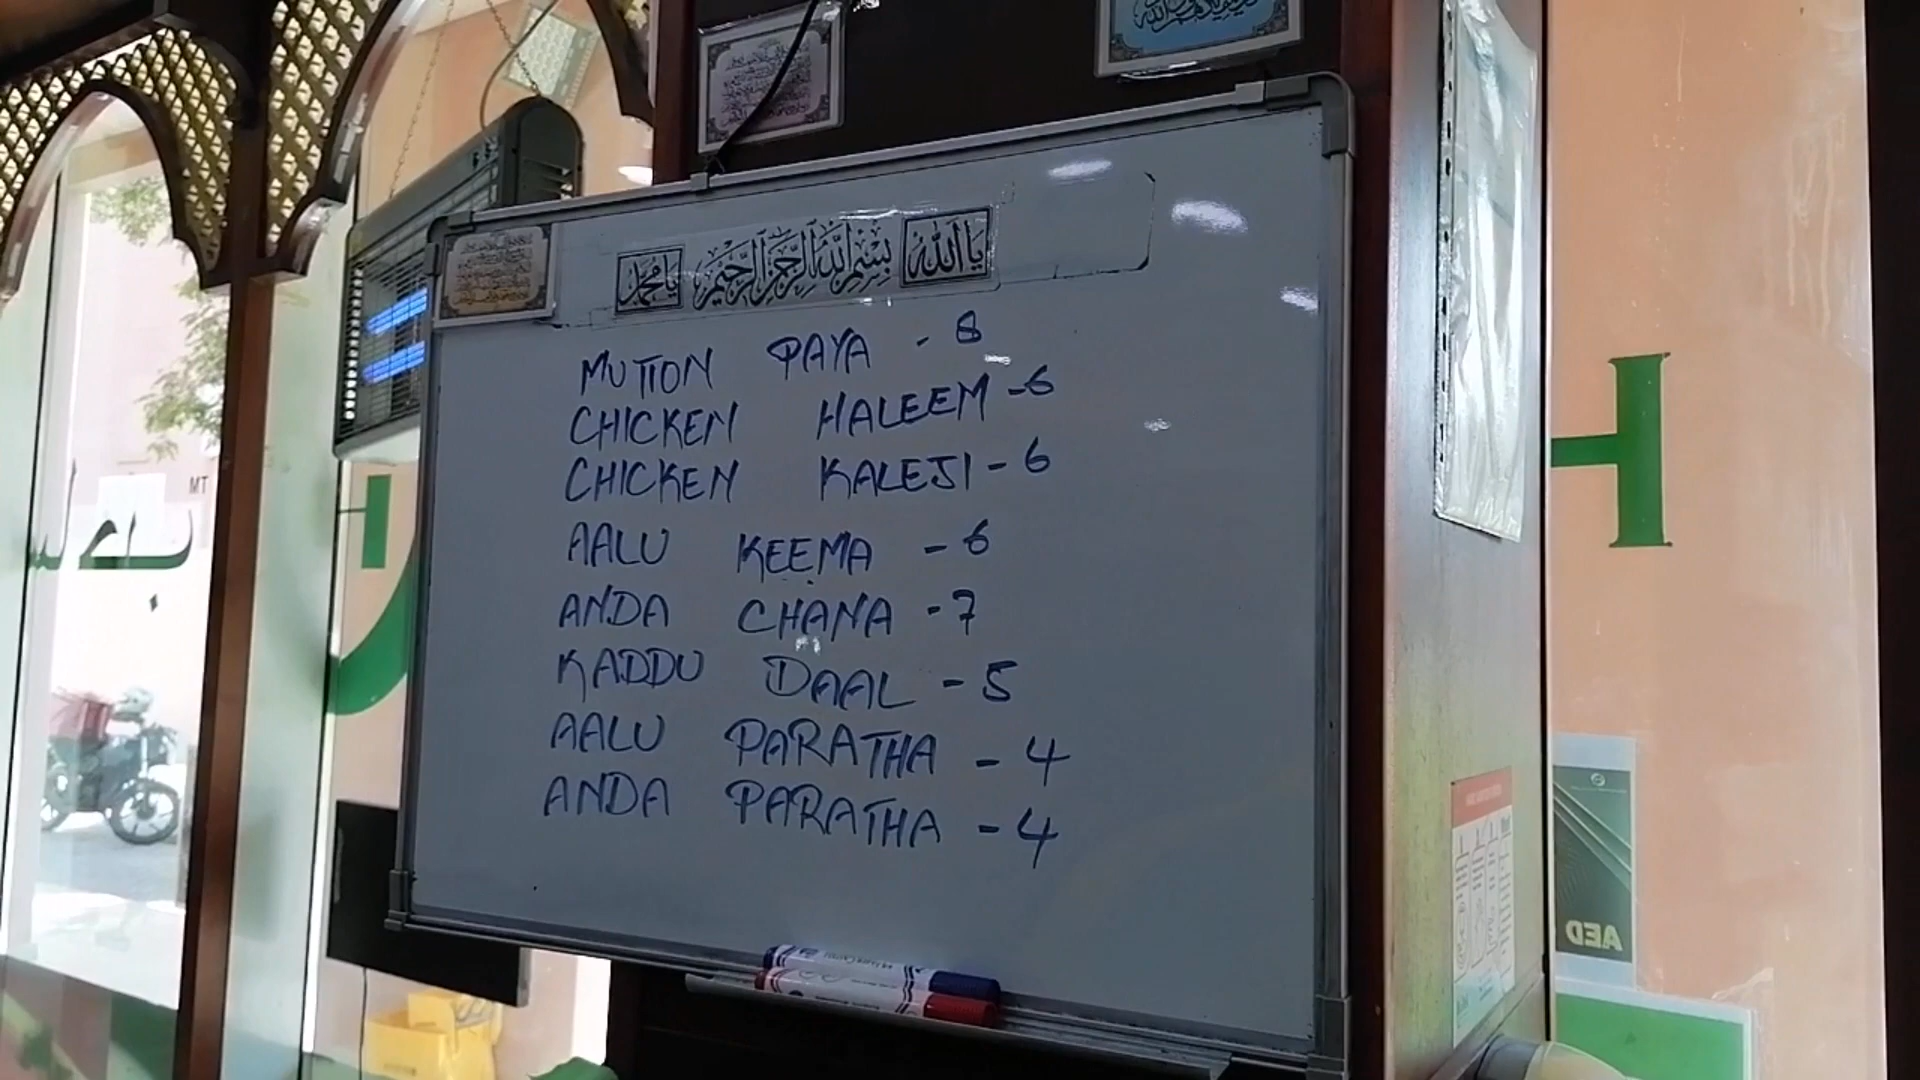 يا الله بسم الله الرحمن الرحيم يا محمد
MUTTON PAYA - 8
CHICKEN HALEEM - 6
CHICKEN KALEJI - 6
AALU KEEMA - 6
ANDA CHANA - 7
KADDU DAAL - 5
AALU PARATHA - 4
ANDA PARATHA - 4
MT
H
AED